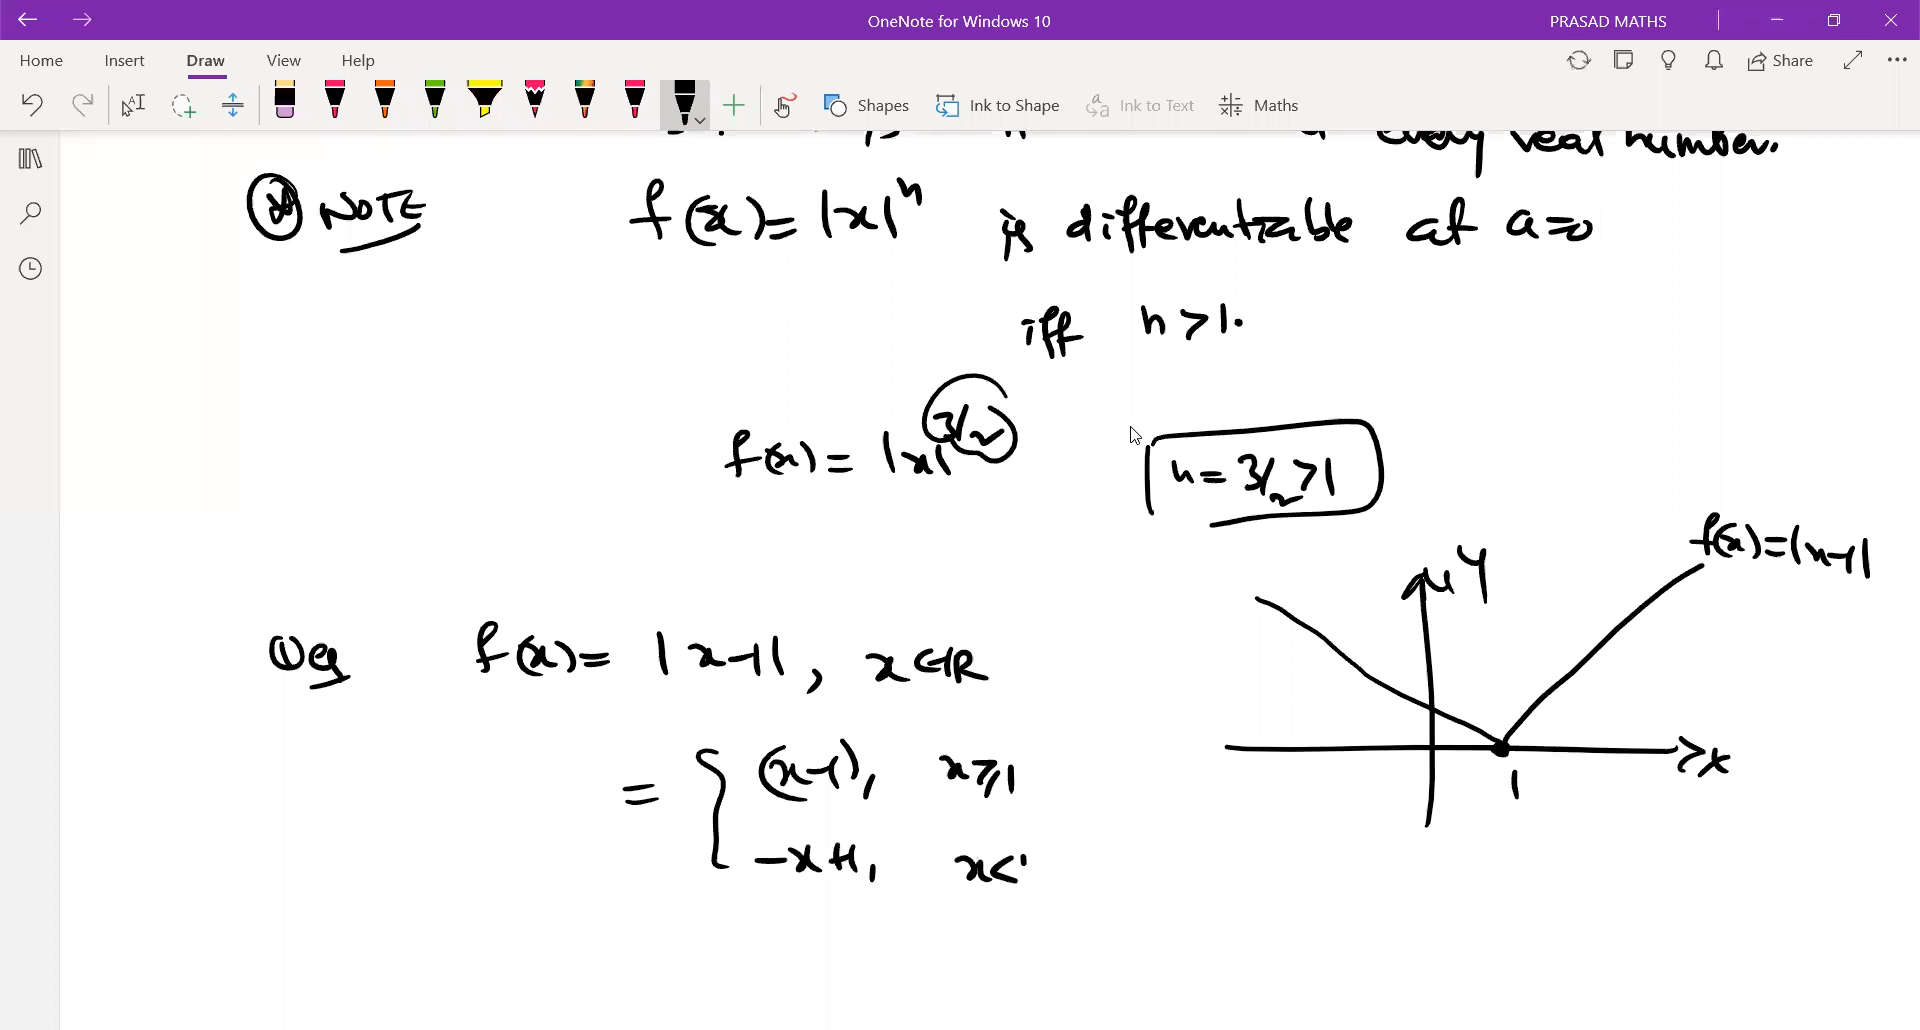 OneNote for Windows 10
PRASAD MATHS
Home Insert Draw View Help
Share
Shapes Ink to Shape Ink to Text Maths
every real number.
NOTE f(x)= |x|^n is differentiable at a=0
iff n>1.
f(x)= |x|^3/2
n= 3/2>1
f(x)=|x-1|
Y
eg f(x)= |x-1|, x∈R
= { (x-1), x≥1
-x+1, x<1
x
1